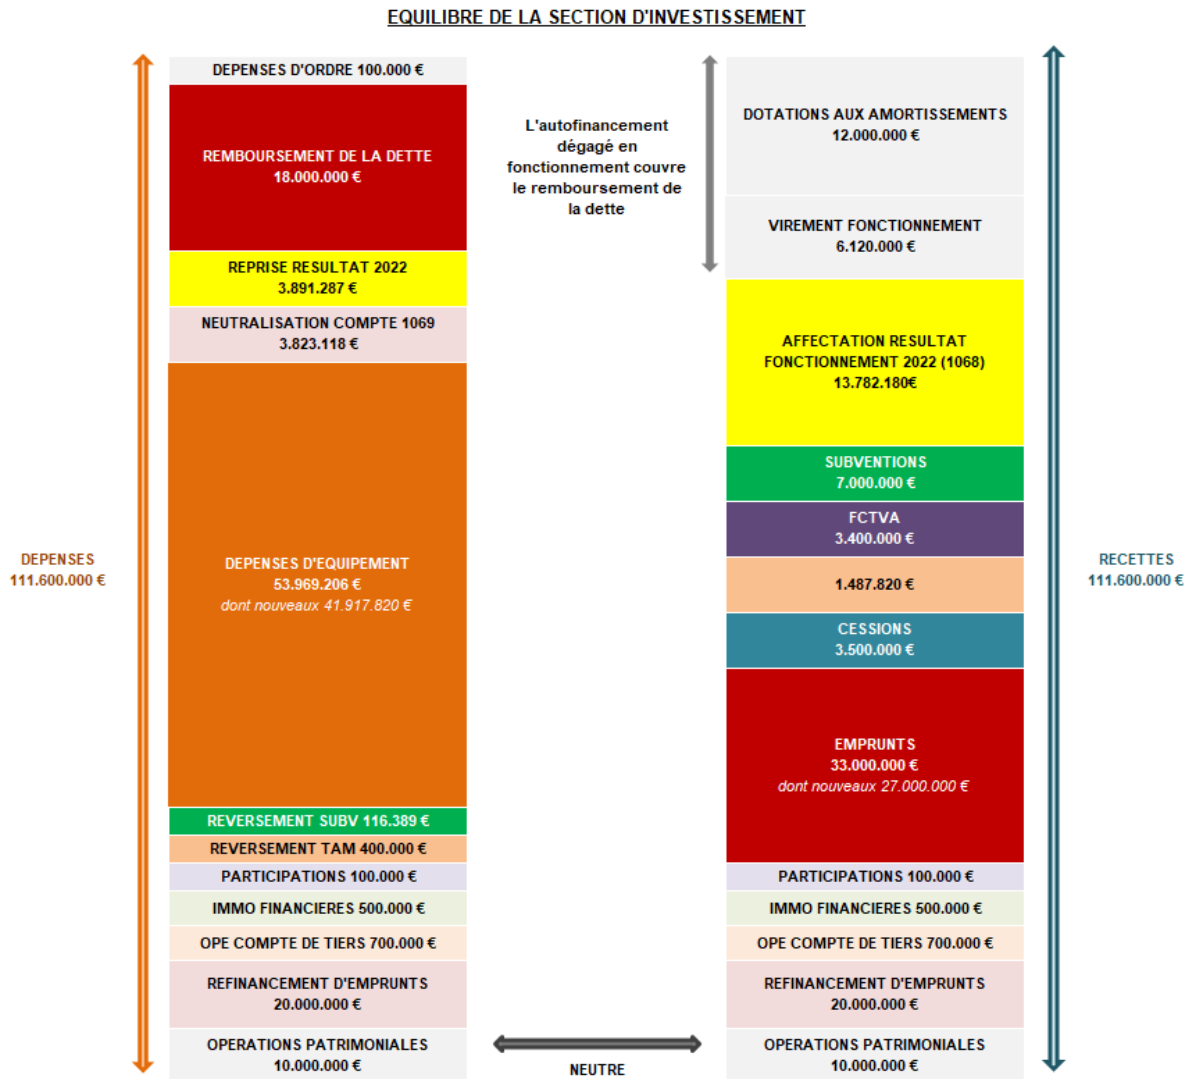 EQUILIBRE DE LA SECTION D'INVESTISSEMENT
DEPENSES
111.600.000 €
DEPENSES D'ORDRE 100.000 €
REMBOURSEMENT DE LA DETTE
18.000.000 €
REPRISE RESULTAT 2022
3.891.287 €
NEUTRALISATION COMPTE 1069
3.823.118 €
DEPENSES D'EQUIPEMENT
53.969.206 €
dont nouveaux 41.917.820 €
REVERSEMENT SUBV 116.389 €
REVERSEMENT TAM 400.000 €
PARTICIPATIONS 100.000 €
IMMO FINANCIERES 500.000 €
OPE COMPTE DE TIERS 700.000 €
REFINANCEMENT D'EMPRUNTS
20.000.000 €
OPERATIONS PATRIMONIALES
10.000.000 €
L'autofinancement
dégagé en
fonctionnement couvre
le remboursement de
la dette
NEUTRE
DOTATIONS AUX AMORTISSEMENTS
12.000.000 €
VIREMENT FONCTIONNEMENT
6.120.000 €
AFFECTATION RESULTAT
FONCTIONNEMENT 2022 (1068)
13.782.180€
SUBVENTIONS
7.000.000 €
FCTVA
3.400.000 €
1.487.820 €
CESSIONS
3.500.000 €
EMPRUNTS
33.000.000 €
dont nouveaux 27.000.000 €
PARTICIPATIONS 100.000 €
IMMO FINANCIERES 500.000 €
OPE COMPTE DE TIERS 700.000 €
REFINANCEMENT D'EMPRUNTS
20.000.000 €
OPERATIONS PATRIMONIALES
10.000.000 €
RECETTES
111.600.000 €